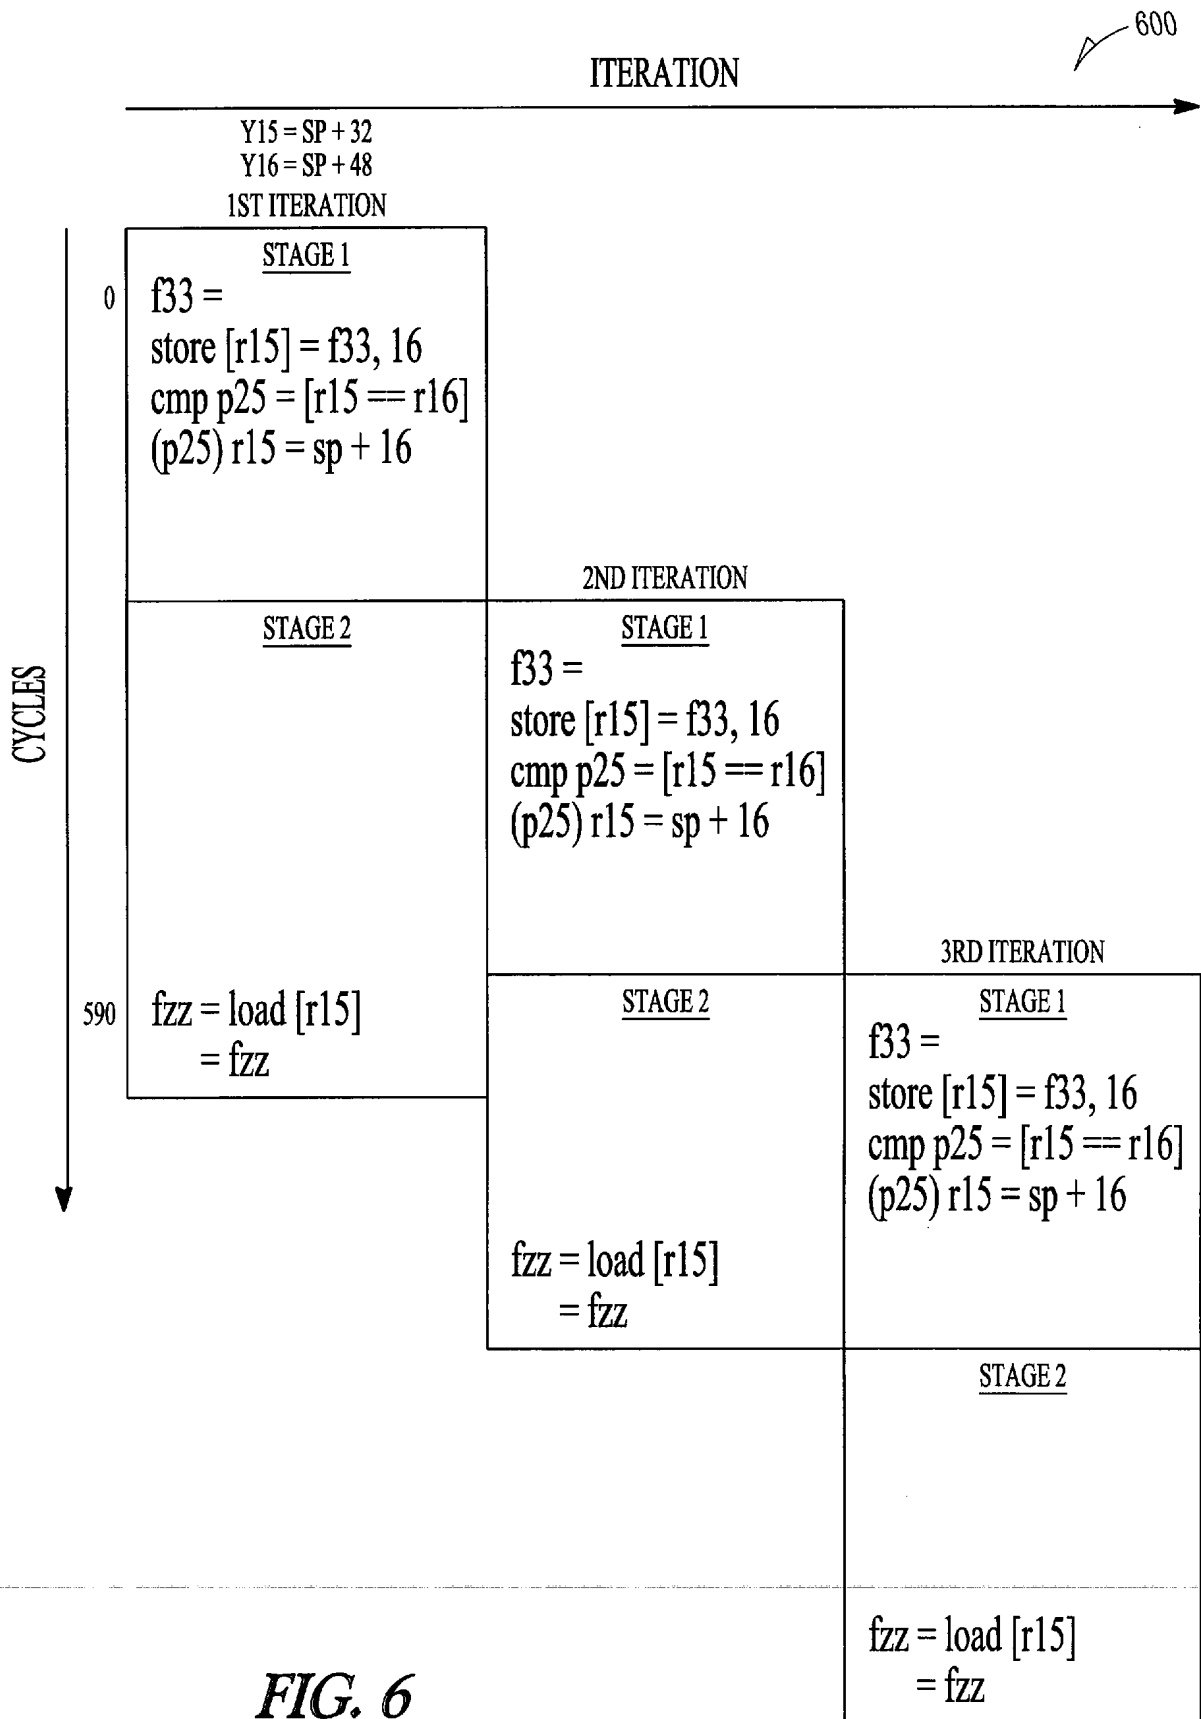 600
ITERATION
Y15 = SP + 32
Y16 = SP + 48
1ST ITERATION
STAGE 1
0
f33 =
store [r15] = f33, 16
cmp p25 = [r15 == r16]
(p25) r15 = sp + 16
2ND ITERATION
STAGE 2
STAGE 1
f33 =
store [r15] = f33, 16
cmp p25 = [r15 == r16]
(p25) r15 = sp + 16
CYCLES
3RD ITERATION
590
fzz = load [r15]
= fzz
STAGE 2
STAGE 1
f33 =
store [r15] = f33, 16
cmp p25 = [r15 == r16]
(p25) r15 = sp + 16
fzz = load [r15]
= fzz
STAGE 2
fzz = load [r15]
= fzz
FIG. 6